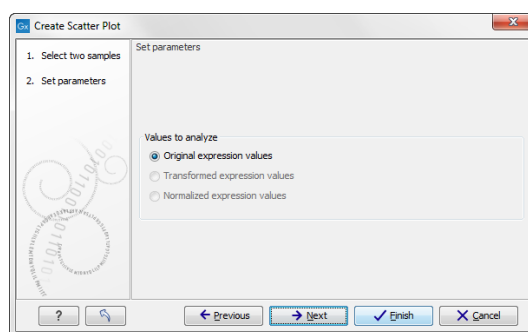 Gx Create Scatter Plot
1. Select two samples
2. Set parameters
Set parameters
Values to analyze
Original expression values
Transformed expression values
Normalized expression values
? Previous Next Finish Cancel